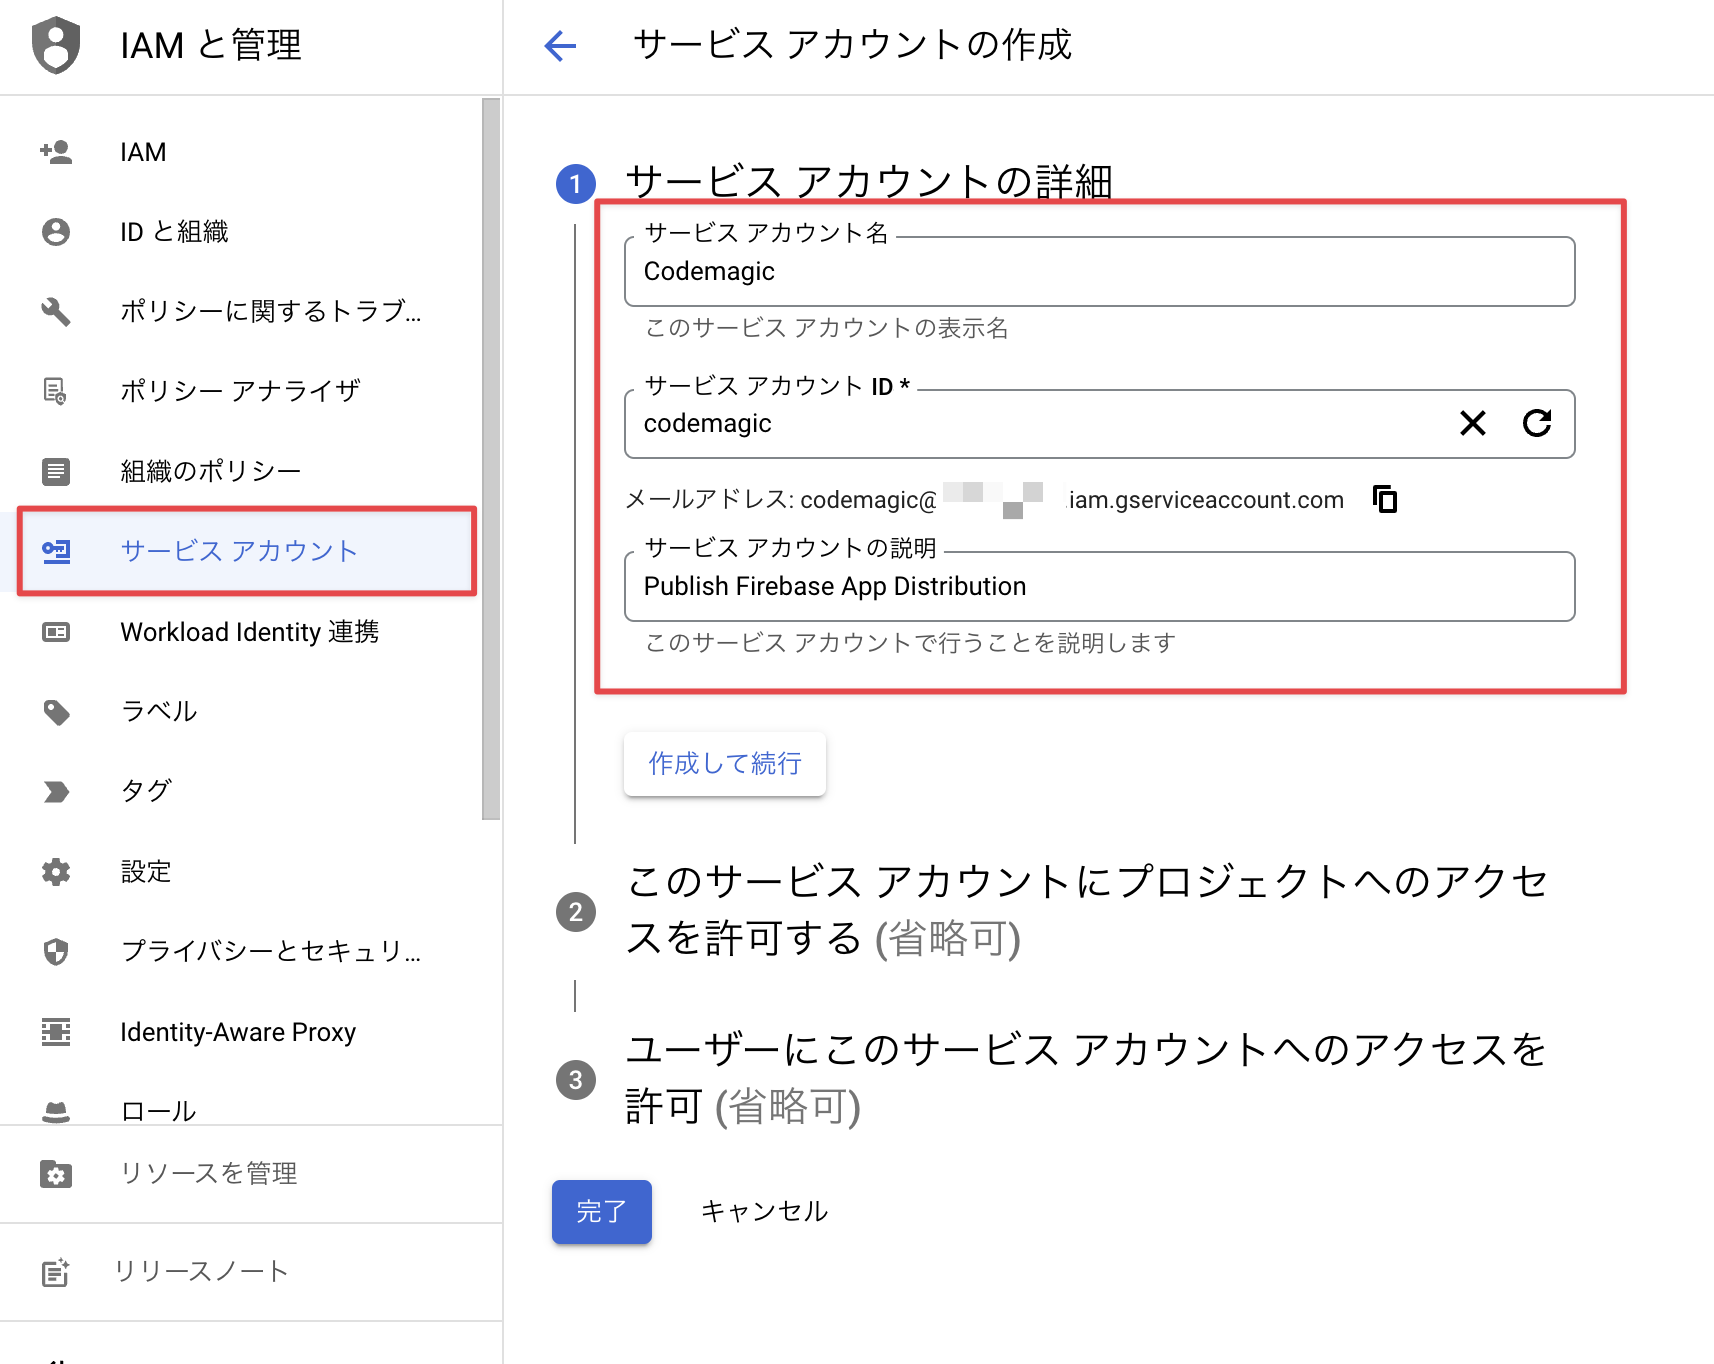 IAM と管理
IAM
ID と組織
ポリシーに関するトラブ...
ポリシー アナライザ
組織のポリシー
サービス アカウント
Workload Identity 連携
ラベル
タグ
設定
プライバシーとセキュリ...
Identity-Aware Proxy
ロール
リソースを管理
リリースノート
サービス アカウントの作成
1 サービス アカウントの詳細
サービス アカウント名
Codemagic
このサービス アカウントの表示名
サービス アカウント ID *
codemagic
メールアドレス: codemagic@ .iam.gserviceaccount.com
サービス アカウントの説明
Publish Firebase App Distribution
このサービス アカウントで行うことを説明します
作成して続行
2 このサービス アカウントにプロジェクトへのアクセ
スを許可する (省略可)
3 ユーザーにこのサービス アカウントへのアクセスを
許可 (省略可)
完了 キャンセル